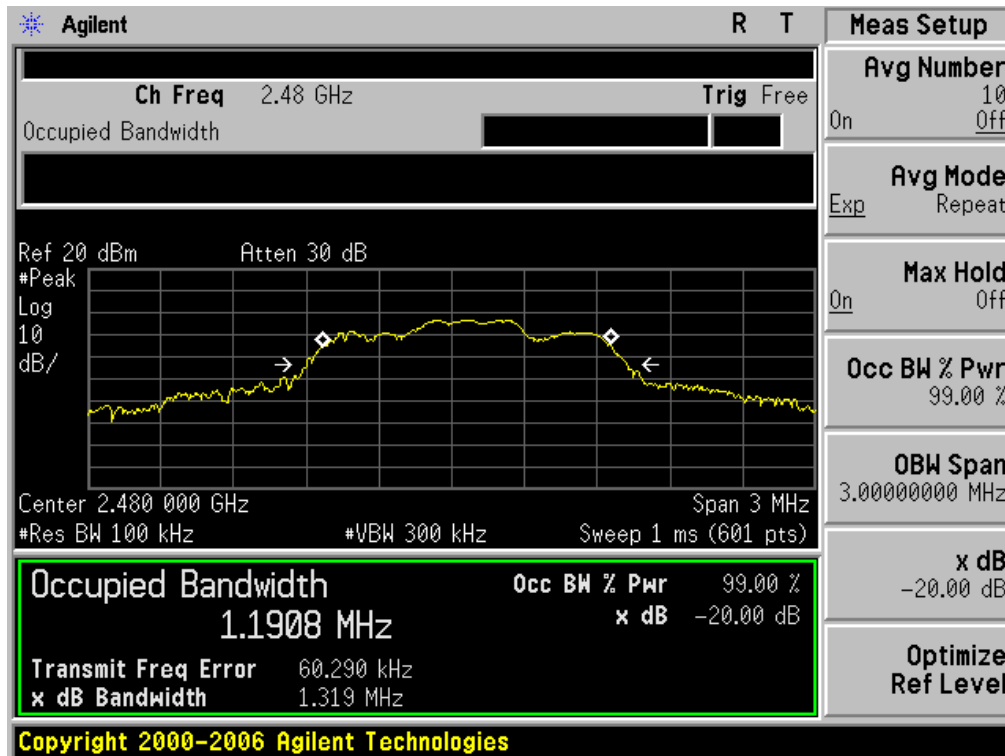 Agilent R T
Ch Freq 2.48 GHz Trig Free
Occupied Bandwidth
Ref 20 dBm Atten 30 dB
#Peak
Log
10
dB/
Center 2.480 000 GHz Span 3 MHz
#Res BW 100 kHz #VBW 300 kHz Sweep 1 ms (601 pts)
Occupied Bandwidth Occ BW % Pwr 99.00 %
1.1908 MHz x dB -20.00 dB
Transmit Freq Error 60.290 kHz
x dB Bandwidth 1.319 MHz
Copyright 2000-2006 Agilent Technologies
Meas Setup
Avg Number
10
On Off
Avg Mode
Exp Repeat
Max Hold
On Off
Occ BW % Pwr
99.00 %
OBW Span
3.00000000 MHz
x dB
-20.00 dB
Optimize
Ref Level